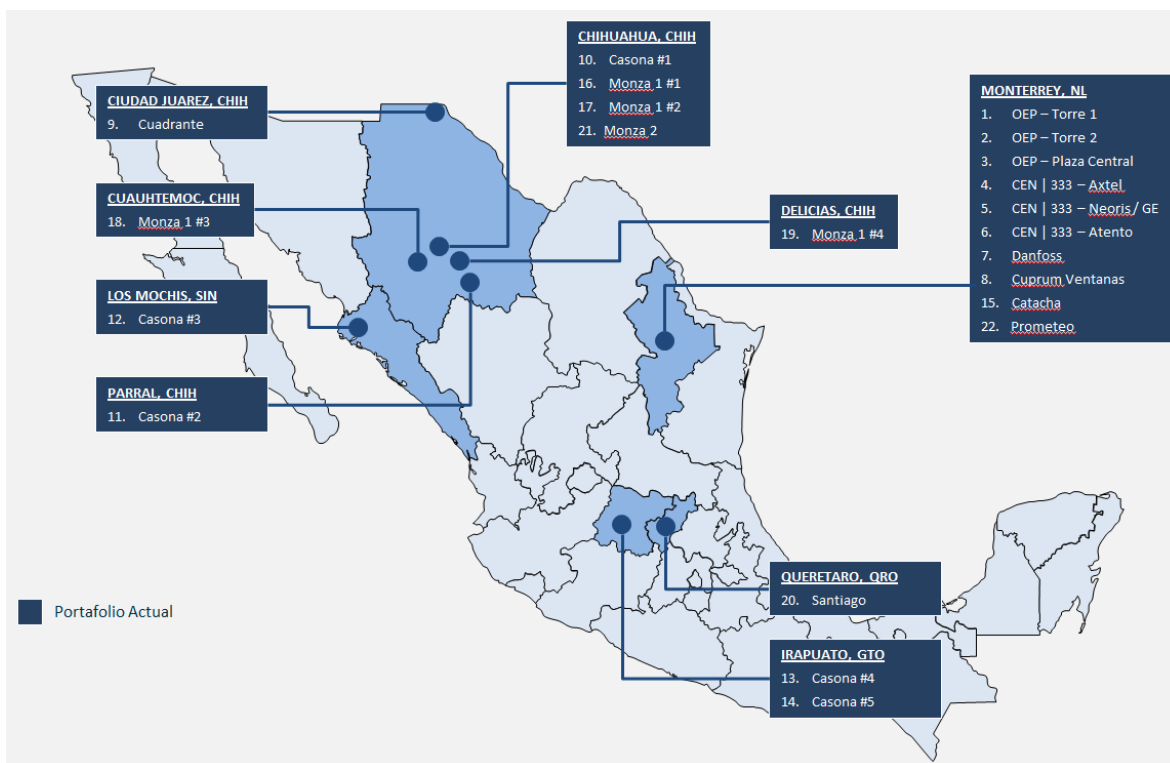 CHIHUAHUA, CHIH
10. Casona #1
16. Monza 1 #1
17. Monza 1 #2
21. Monza 2
MONTERREY, NL
1. OEP – Torre 1
2. OEP – Torre 2
3. OEP – Plaza Central
4. CEN | 333 – Axtel
5. CEN | 333 – Neoris/ GE
6. CEN | 333 – Atento
7. Danfoss
8. Cuprum Ventanas
15. Catacha
22. Prometeo
CIUDAD JUAREZ, CHIH
9. Cuadrante
CUAUHTEMOC, CHIH
18. Monza 1 #3
DELICIAS, CHIH
19. Monza 1 #4
LOS MOCHIS, SIN
12. Casona #3
PARRAL, CHIH
11. Casona #2
QUERETARO, QRO
20. Santiago
Portafolio Actual
IRAPUATO, GTO
13. Casona #4
14. Casona #5